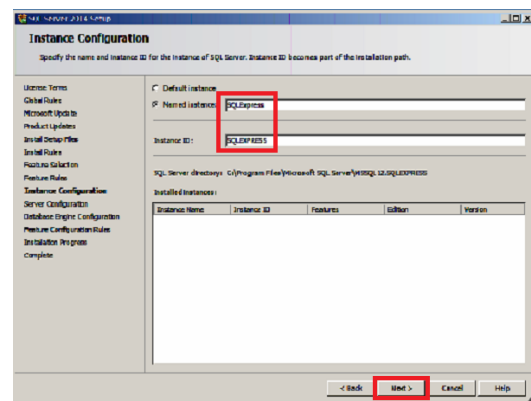 SQL Server 2014 Setup
Instance Configuration
Specify the name and instance ID for the instance of SQL Server. Instance ID becomes part of the installation path.
License Terms
Global Rules
Microsoft Update
Product Updates
Install Setup Files
Install Rules
Feature Selection
Feature Rules
Instance Configuration
Server Configuration
Database Engine Configuration
Feature Configuration Rules
Installation Progress
Complete
Default instance
Named instance: SQLExpress
Instance ID: SQLEXPRESS
SQL Server directory: C:\Program Files\Microsoft SQL Server\MSSQL12.SQLEXPRESS
Installed instances:
Instance Name Instance ID Features Edition Version
< Back Next > Cancel Help